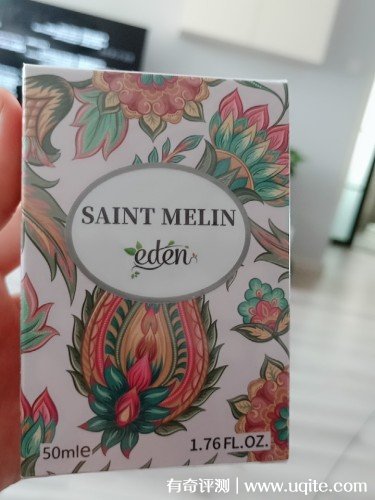 SAINT MELIN
eden
50ml℮
1.76 FL.OZ.
有奇评测 | www.uqite.com